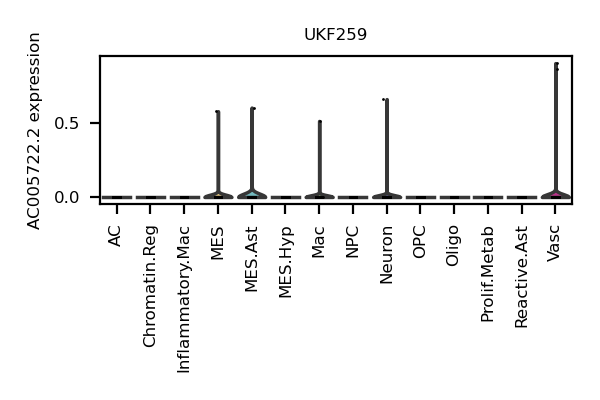 UKF259
AC005722.2 expression
0.5
0.0
AC
Chromatin.Reg
Inflammatory.Mac
MES
MES.Ast
MES.Hyp
Mac
NPC
Neuron
OPC
Oligo
Prolif.Metab
Reactive.Ast
Vasc